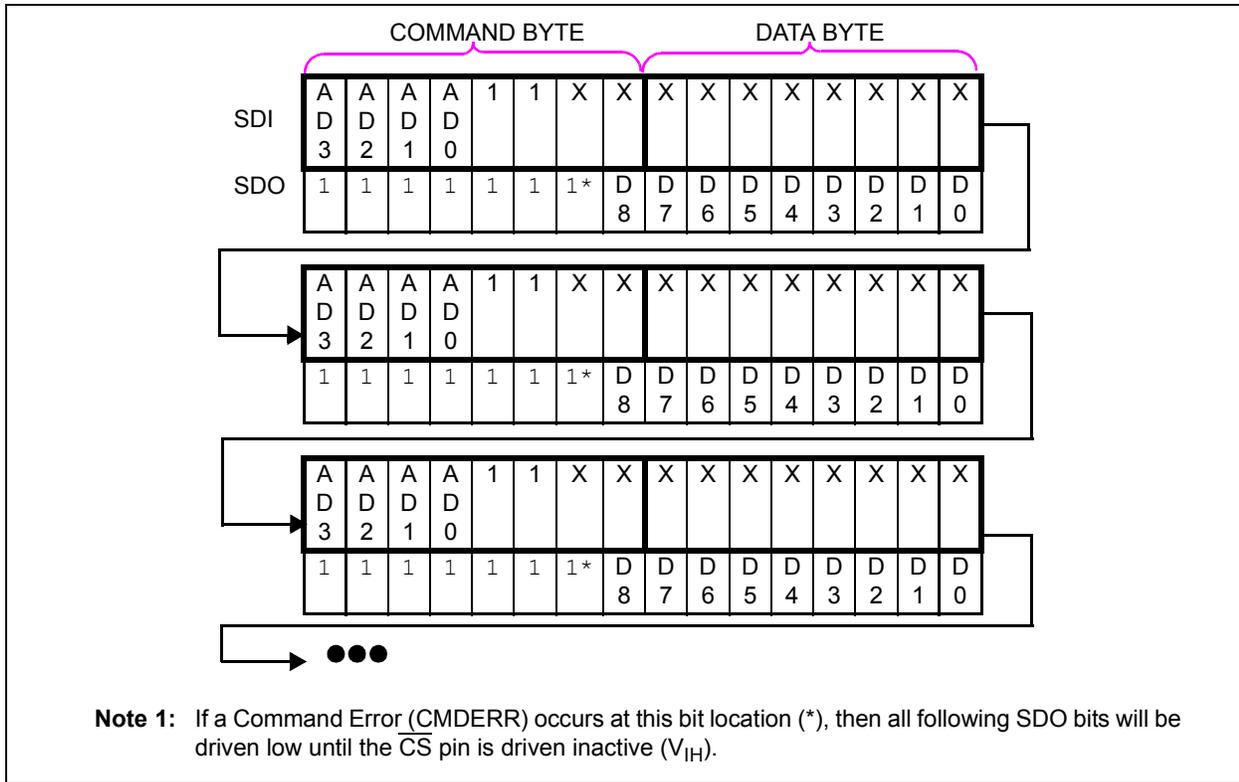 COMMAND BYTE DATA BYTE
SDI A D 3 A D 2 A D 1 A D 0 1 1 X X X X X X X X X X
SDO 1 1 1 1 1 1 1* D 8 D 7 D 6 D 5 D 4 D 3 D 2 D 1 D 0
A D 3 A D 2 A D 1 A D 0 1 1 X X X X X X X X X X
1 1 1 1 1 1 1* D 8 D 7 D 6 D 5 D 4 D 3 D 2 D 1 D 0
A D 3 A D 2 A D 1 A D 0 1 1 X X X X X X X X X X
1 1 1 1 1 1 1* D 8 D 7 D 6 D 5 D 4 D 3 D 2 D 1 D 0
Note 1: If a Command Error (CMDERR) occurs at this bit location (*), then all following SDO bits will be
driven low until the C̅S̅ pin is driven inactive (VIH).